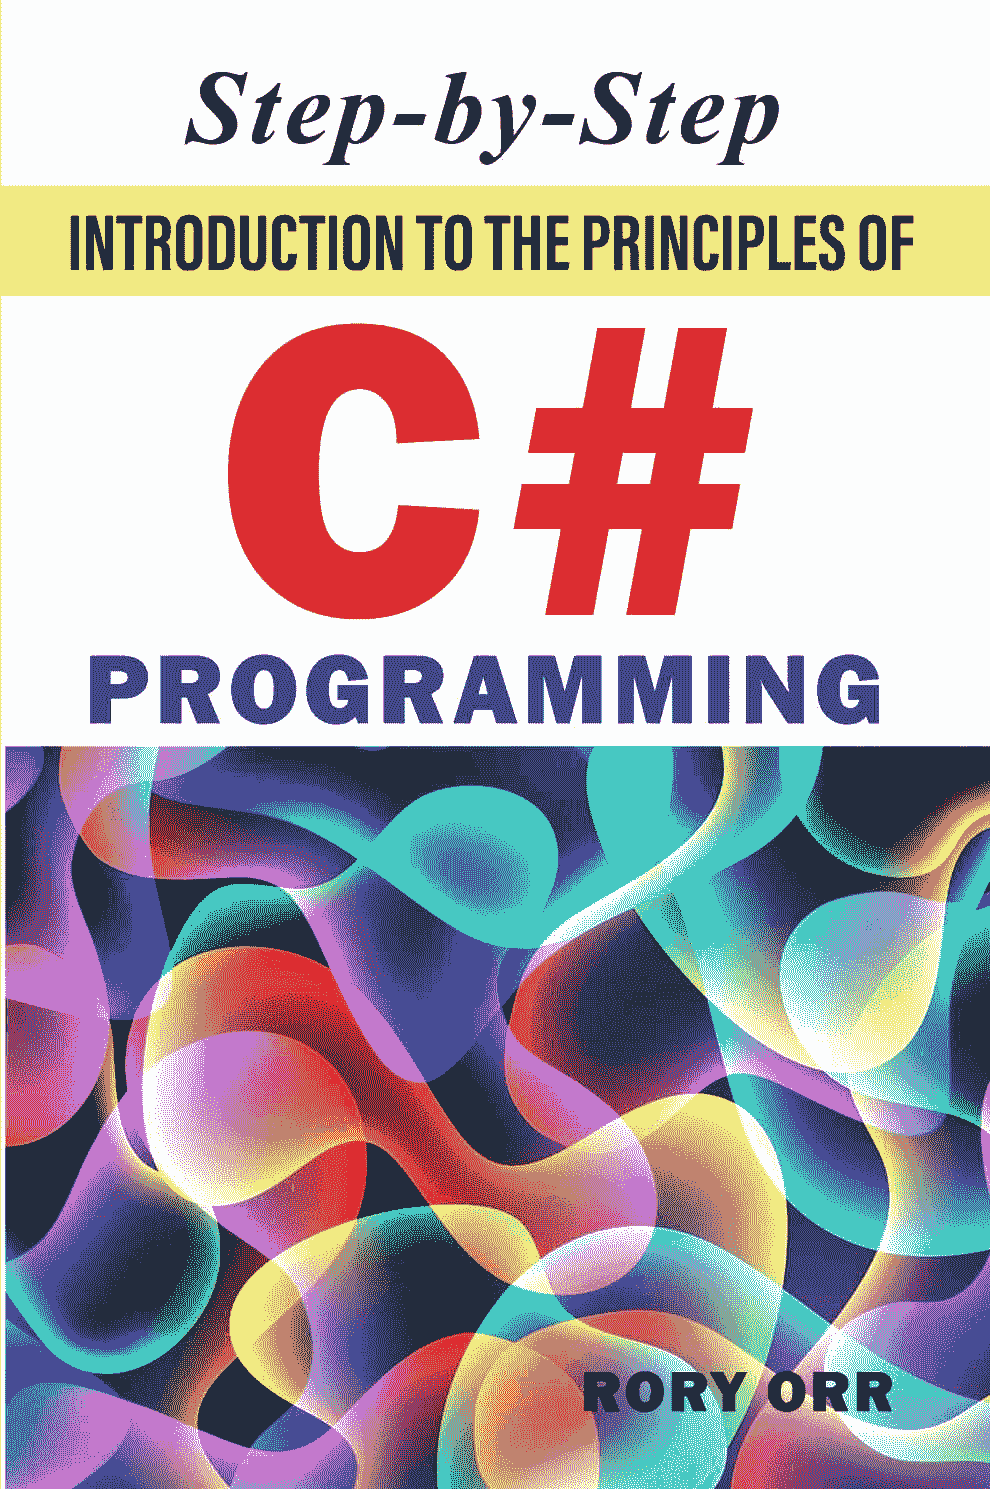 Step-by-Step
INTRODUCTION TO THE PRINCIPLES OF
C#
PROGRAMMING
RORY ORR